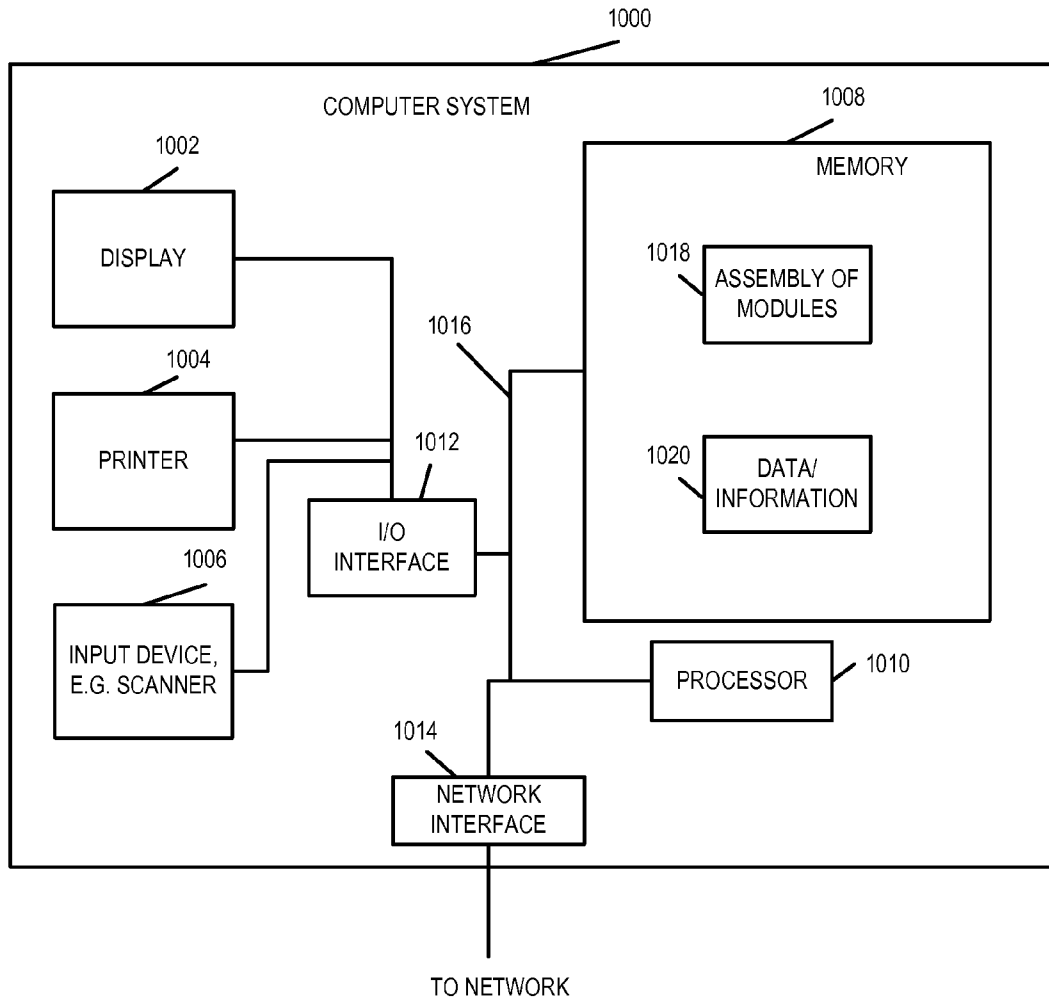 1000
COMPUTER SYSTEM
1008
MEMORY
1002
DISPLAY
1018
ASSEMBLY OF
MODULES
1016
1004
PRINTER
1012
I/O
INTERFACE
1020
DATA/
INFORMATION
1006
INPUT DEVICE,
E.G. SCANNER
PROCESSOR
1010
1014
NETWORK
INTERFACE
TO NETWORK